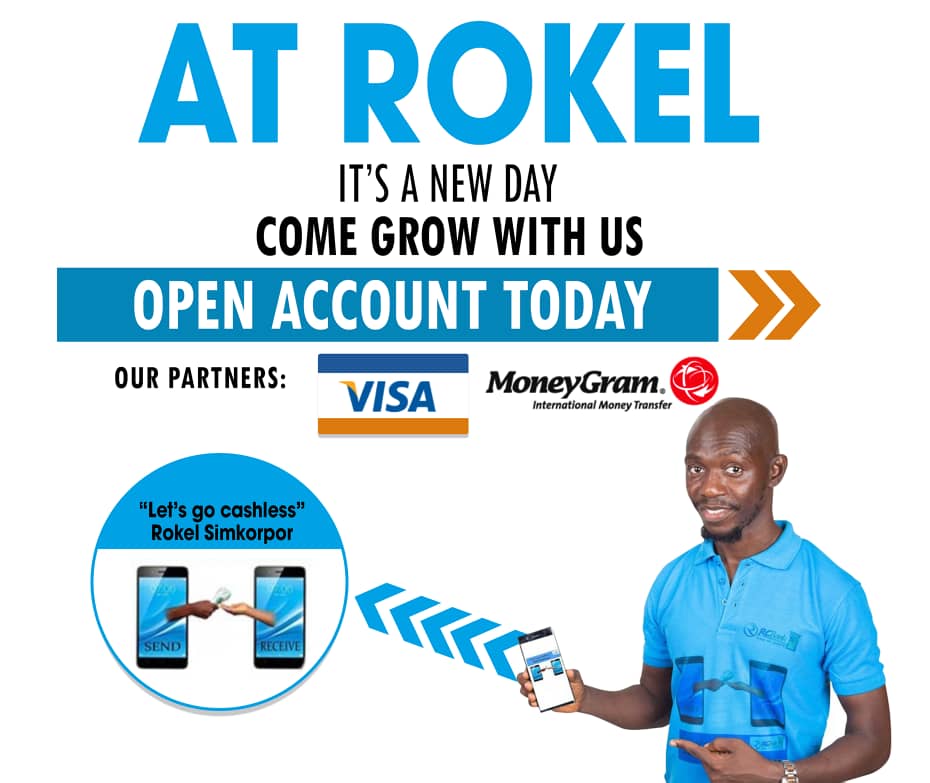 AT ROKEL
IT'S A NEW DAY
COME GROW WITH US
OPEN ACCOUNT TODAY
OUR PARTNERS:
VISA
MoneyGram®
International Money Transfer
“Let's go cashless”
Rokel Simkorpor
SEND
RECEIVE